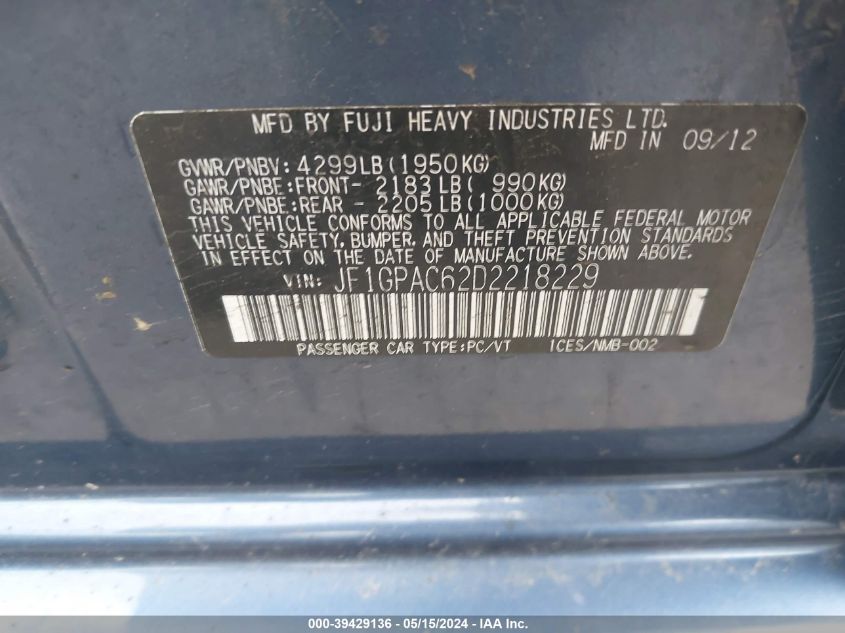 MFD BY FUJI HEAVY INDUSTRIES LTD.
MFD IN 09/12
GVWR/PNBV: 4299LB(1950KG)
GAWR/PNBE:FRONT- 2183LB( 990KG)
GAWR/PNBE:REAR - 2205LB(1000KG)
THIS VEHICLE CONFORMS TO ALL APPLICABLE FEDERAL MOTOR
VEHICLE SAFETY, BUMPER, AND THEFT PREVENTION STANDARDS
IN EFFECT ON THE DATE OF MANUFACTURE SHOWN ABOVE.
VIN: JF1GPAC62D2218229
PASSENGER CAR TYPE:PC/VT ICES/NMB-002
000-39429136 - 05/15/2024 - IAA Inc.